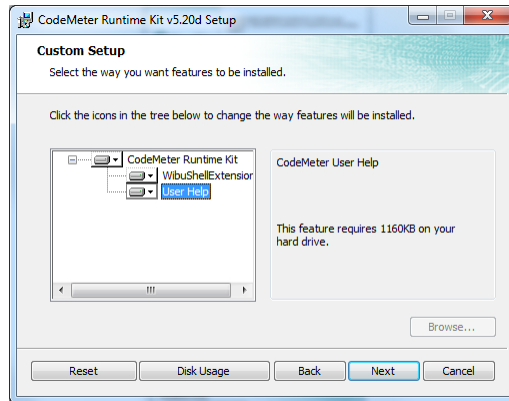 CodeMeter Runtime Kit v5.20d Setup
Custom Setup
Select the way you want features to be installed.
Click the icons in the tree below to change the way features will be installed.
CodeMeter Runtime Kit
WibuShellExtension
User Help
CodeMeter User Help
This feature requires 1160KB on your
hard drive.
Browse...
Reset
Disk Usage
Back
Next
Cancel